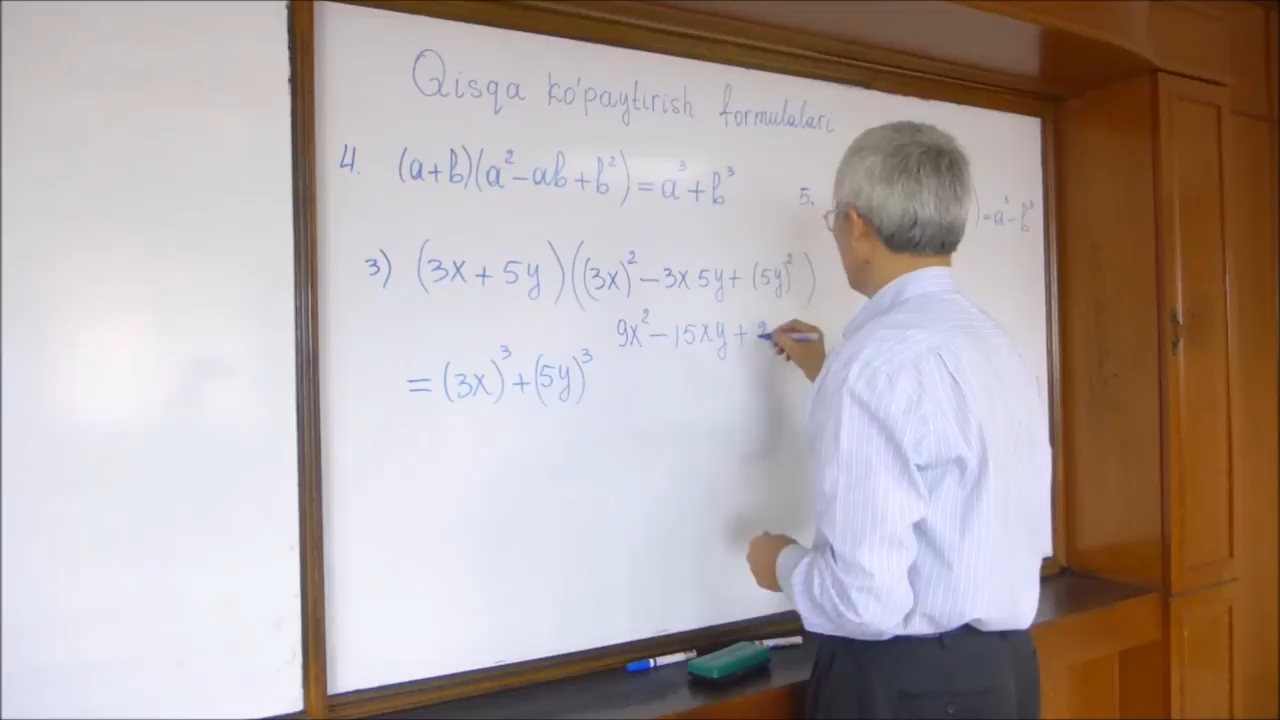 Qisqa ko'paytirish formulalari
4. (a+b)(a²-ab+b²)=a³+b³
5. )=a³-b³
3) (3x+5y)((3x)²-3x 5y+(5y)²)
9x²-15xy+2
=(3x)³+(5y)³